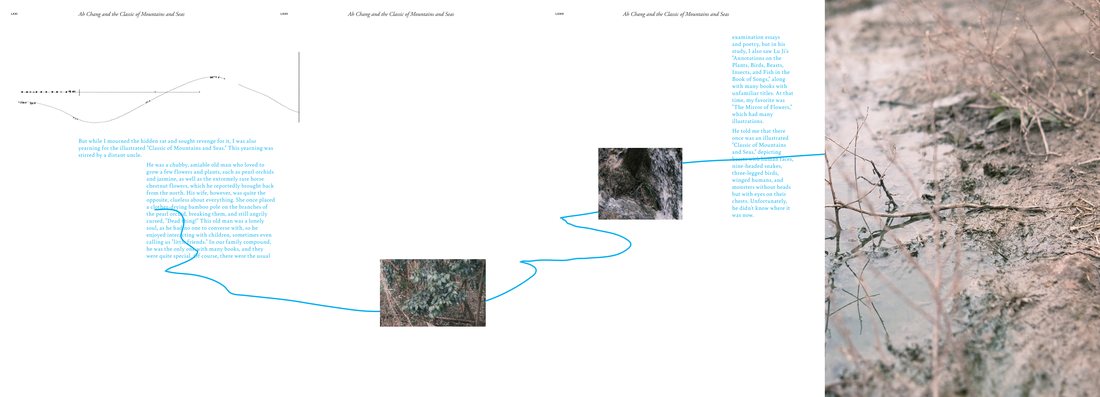 Ah Chang and the Classic of Mountains and Seas
Ah Chang and the Classic of Mountains and Seas
Ah Chang and the Classic of Mountains and Seas
But while I mourned the hidden rat and sought revenge for it, I was also
yearning for the illustrated "Classic of Mountains and Seas." This yearning was
stirred by a distant uncle.
He was a chubby, amiable old man who loved to
grow a few flowers and plants, such as pearl orchids
and jasmine, as well as the extremely rare horse
chestnut flowers, which he reportedly brought back
from the north. His wife, however, was quite the
opposite, clueless about everything. She once placed
a clothes-drying bamboo pole on the branches of
the pearl orchid, breaking them, and still angrily
cursed, "Dead thing!" This old man was a lonely
soul, as he had no one to converse with, so he
enjoyed interacting with children, sometimes even
calling us "little friends." In our family compound,
he was the only one with many books, and they
were quite special. Of course, there were the usual
examination essays
and poetry, but in his
study, I also saw Lu Ji's
"Annotations on the
Plants, Birds, Beasts,
Insects, and Fish in the
Book of Songs," along
with many books with
unfamiliar titles. At that
time, my favorite was
"The Mirror of Flowers,"
which had many
illustrations.
He told me that there
once was an illustrated
"Classic of Mountains
and Seas," depicting
beasts with human faces,
nine-headed snakes,
three-legged birds,
winged humans, and
monsters without heads
but with eyes on their
chests. Unfortunately,
he didn't know where it
was now.